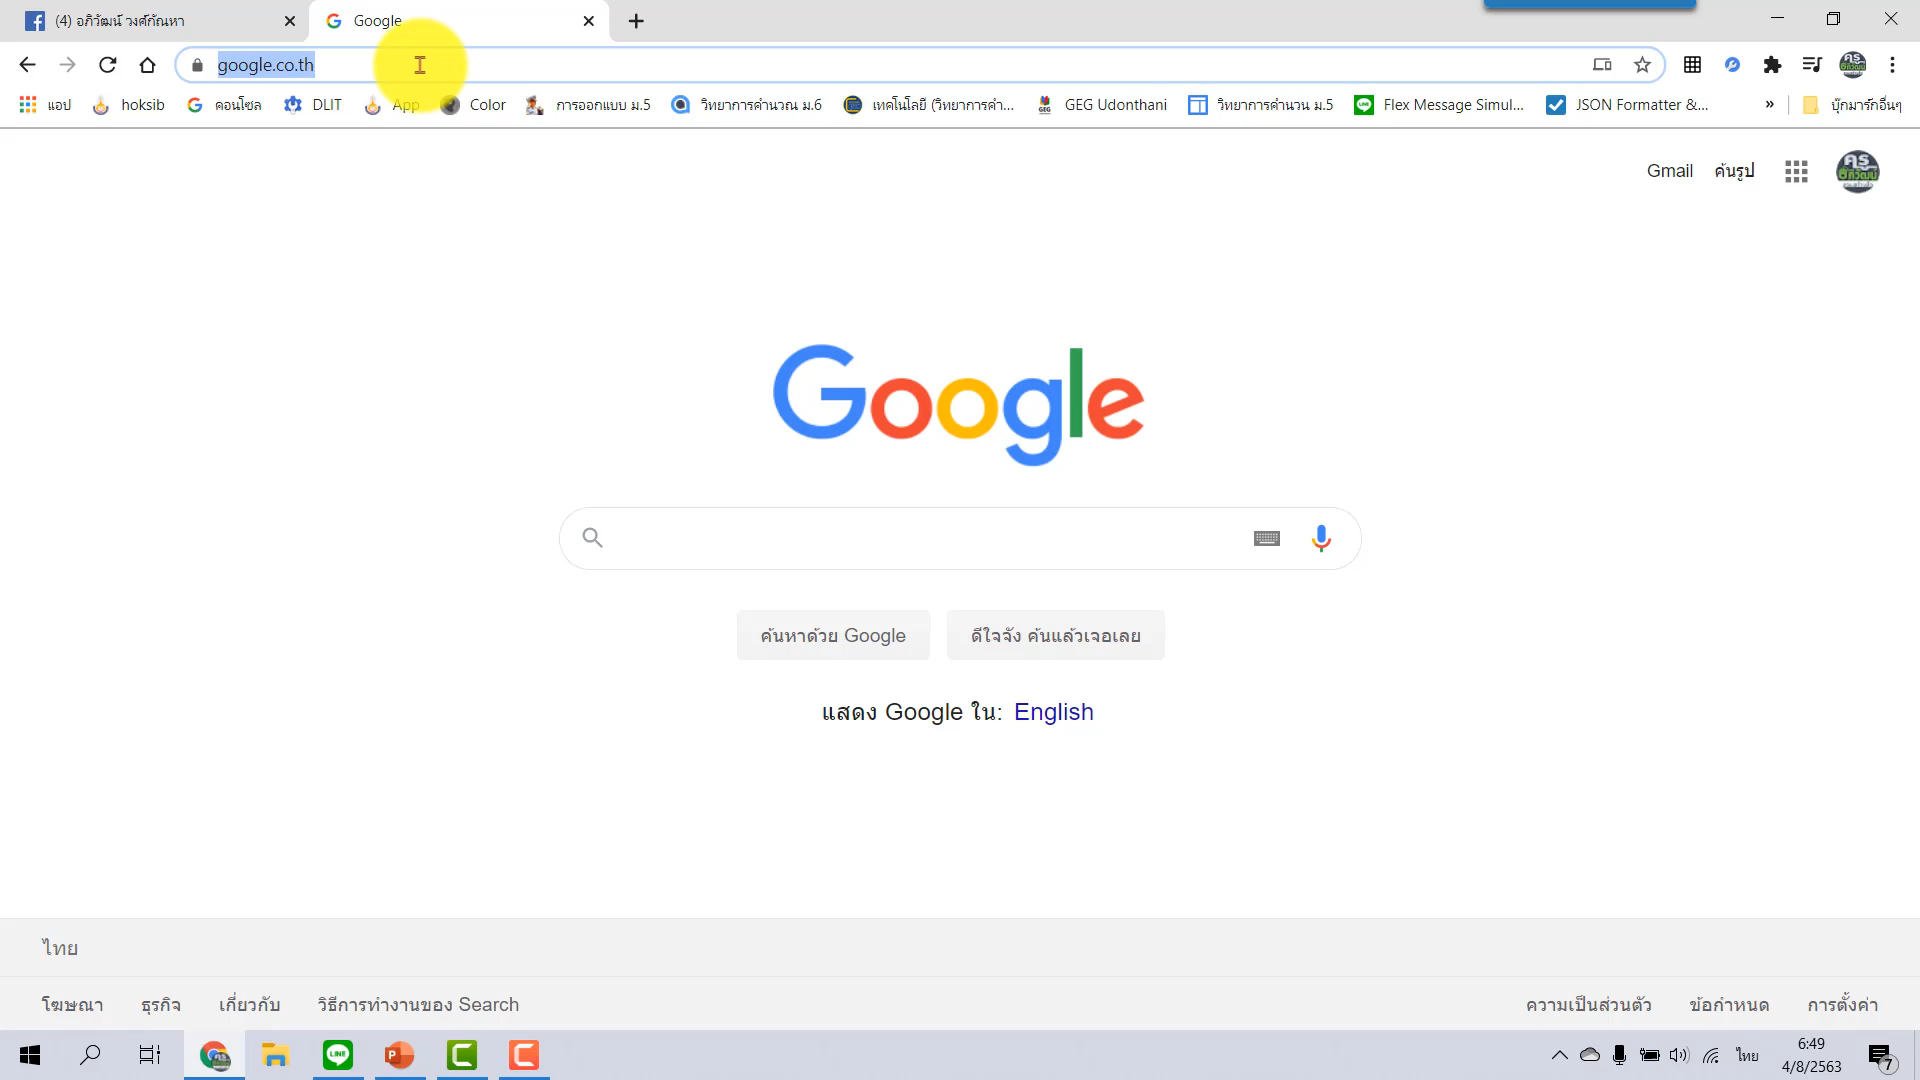 (4) อภิวัฒน์ วงศ์กัณหา
Google
google.co.th
แอป hoksib คอนโซล DLIT App Color การออกแบบ ม.5 วิทยาการคำนวณ ม.6 เทคโนโลยี (วิทยาการคำ... GEG Udonthani วิทยาการคำนวน ม.5 Flex Message Simul... JSON Formatter &... » บุ๊กมาร์กอื่นๆ
Gmail ค้นรูป
Google
ค้นหาด้วย Google ดีใจจัง ค้นแล้วเจอเลย
แสดง Google ใน: English
ไทย
โฆษณา ธุรกิจ เกี่ยวกับ วิธีการทำงานของ Search ความเป็นส่วนตัว ข้อกำหนด การตั้งค่า
LINE ไทย 6:49
4/8/2563 7